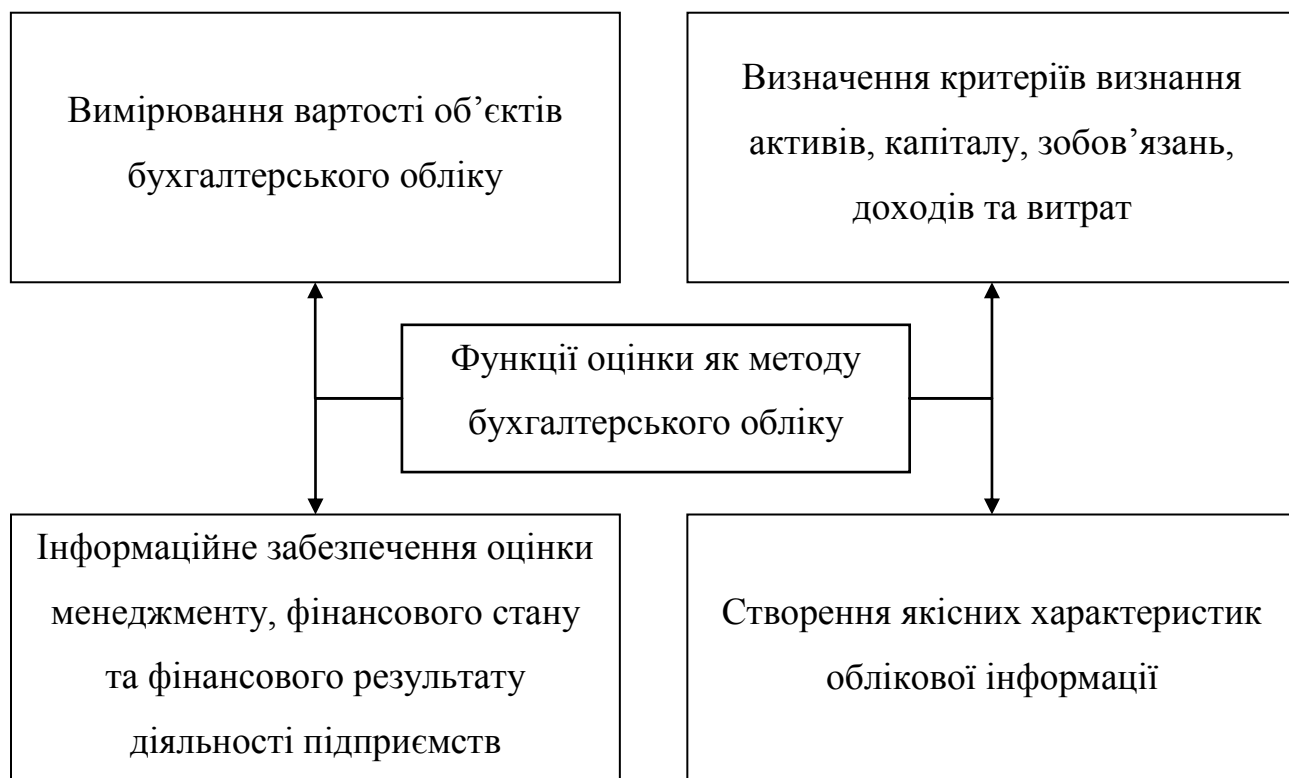 Вимірювання вартості об’єктів
бухгалтерського обліку
Визначення критеріїв визнання
активів, капіталу, зобов’язань,
доходів та витрат
Функції оцінки як методу
бухгалтерського обліку
Інформаційне забезпечення оцінки
менеджменту, фінансового стану
та фінансового результату
діяльності підприємств
Створення якісних характеристик
облікової інформації